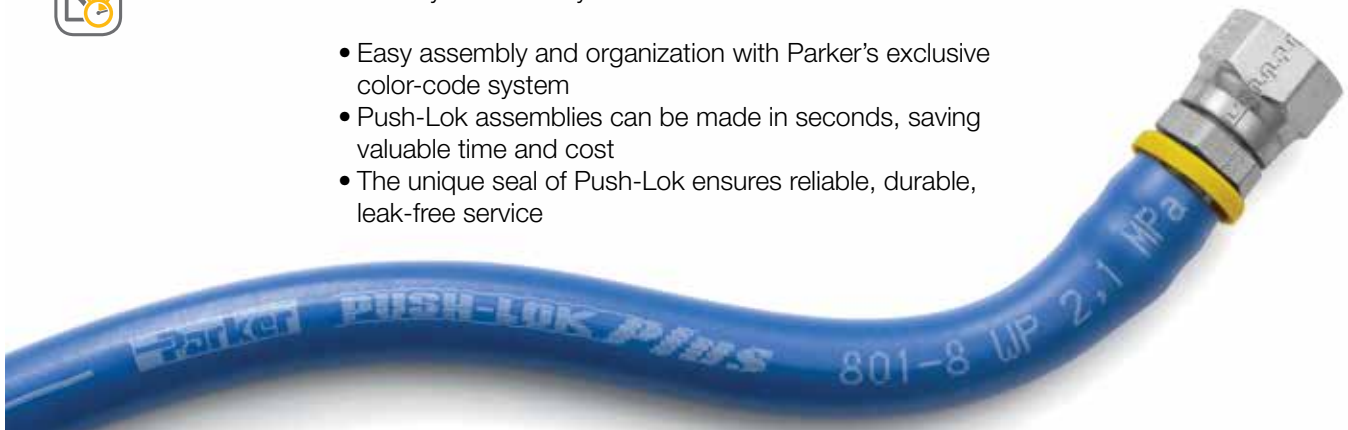 • Easy assembly and organization with Parker's exclusive
color-code system
• Push-Lok assemblies can be made in seconds, saving
valuable time and cost
• The unique seal of Push-Lok ensures reliable, durable,
leak-free service
Parker PUSH-LOK Plus 801-8 WP 2,1 MPa